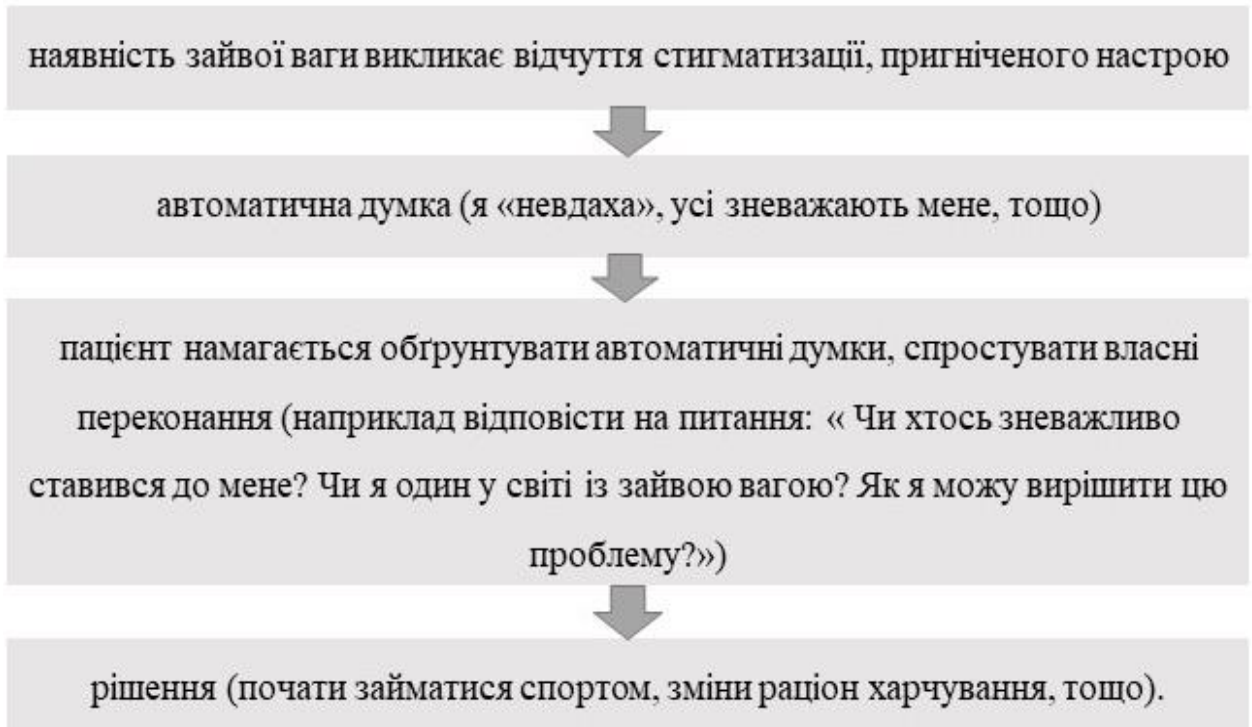 наявність зайвої ваги викликає відчуття стигматизації, пригніченого настрою
автоматична думка (я «невдаха», усі зневажають мене, тощо)
пацієнт намагається обґрунтувати автоматичні думки, спростувати власні
переконання (наприклад відповісти на питання: « Чи хтось зневажливо
ставився до мене? Чи я один у світі із зайвою вагою? Як я можу вирішити цю
проблему?»)
рішення (почати займатися спортом, зміни раціон харчування, тощо).